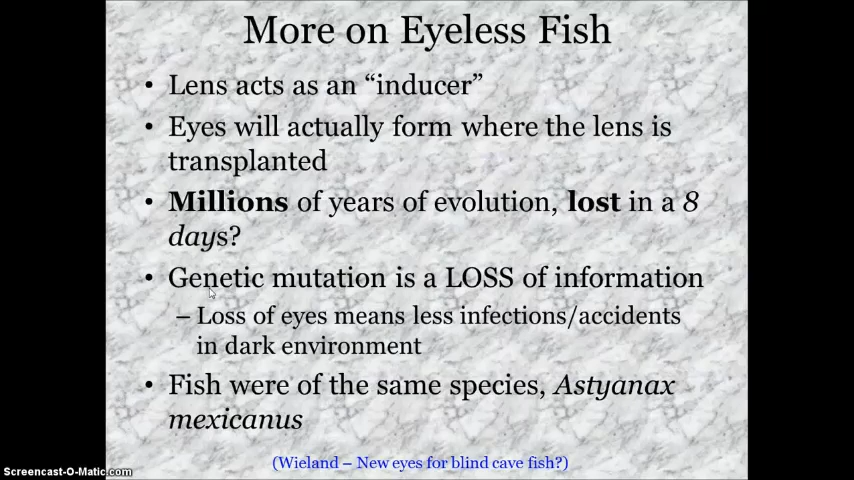 More on Eyeless Fish
• Lens acts as an “inducer”
• Eyes will actually form where the lens is
transplanted
• Millions of years of evolution, lost in a 8
days?
• Genetic mutation is a LOSS of information
– Loss of eyes means less infections/accidents
in dark environment
• Fish were of the same species, Astyanax
mexicanus
(Wieland – New eyes for blind cave fish?)
Screencast-O-Matic.com